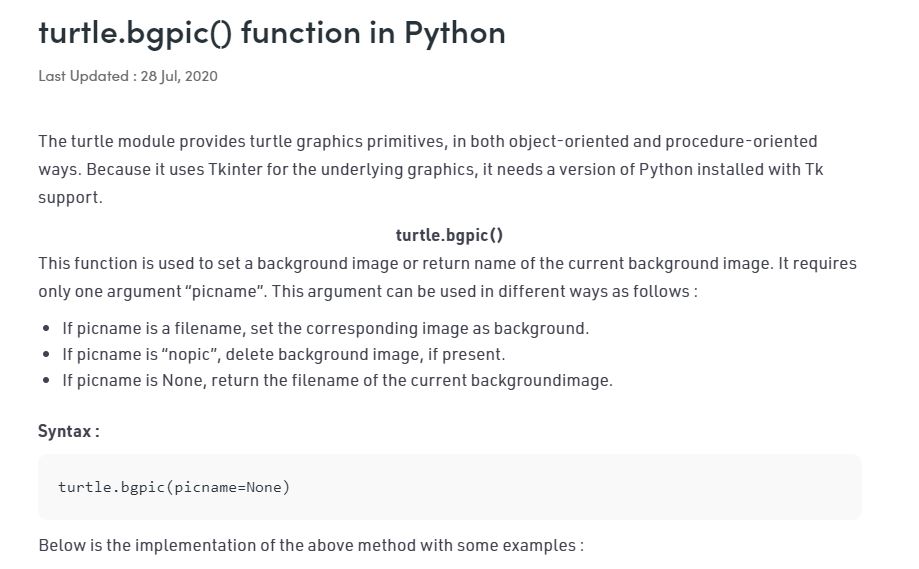 turtle.bgpic() function in Python
Last Updated : 28 Jul, 2020
The turtle module provides turtle graphics primitives, in both object-oriented and procedure-oriented
ways. Because it uses Tkinter for the underlying graphics, it needs a version of Python installed with Tk
support.
turtle.bgpic()
This function is used to set a background image or return name of the current background image. It requires
only one argument “picname”. This argument can be used in different ways as follows :
• If picname is a filename, set the corresponding image as background.
• If picname is “nopic”, delete background image, if present.
• If picname is None, return the filename of the current backgroundimage.
Syntax :
turtle.bgpic(picname=None)
Below is the implementation of the above method with some examples :